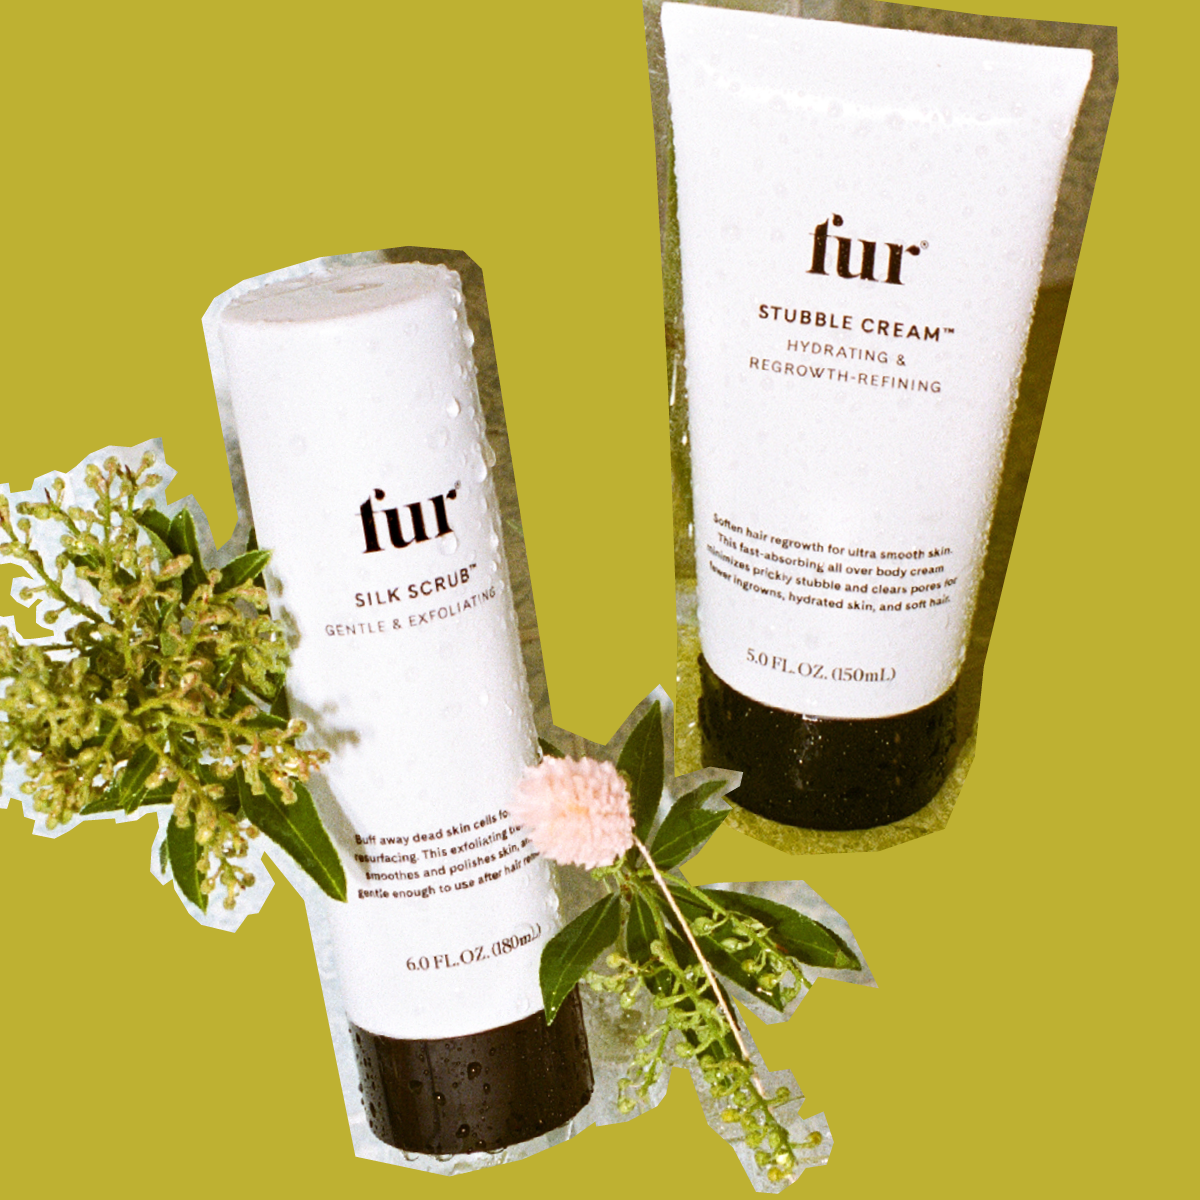 fur®
STUBBLE CREAM™
HYDRATING &
REGROWTH-REFINING
Soften hair regrowth for ultra smooth skin.
This fast-absorbing all over body cream
minimizes prickly stubble and clears pores for
fewer ingrowns, hydrated skin, and soft hair.
5.0 FL.OZ. (150mL)
fur®
SILK SCRUB™
GENTLE & EXFOLIATING
Buff away dead skin cells for
resurfacing. This exfoliating
smoothes and polishes skin,
gentle enough to use after hair
6.0 FL.OZ. (180mL)